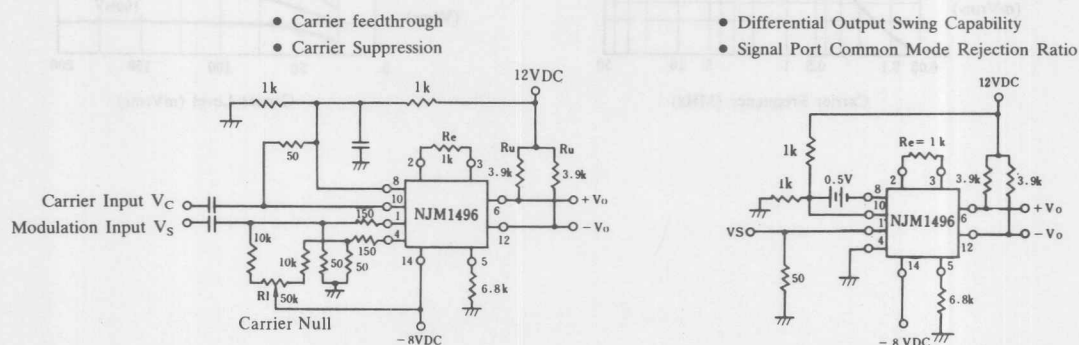 ● Carrier feedthrough
● Carrier Suppression
12VDC
1k
1k
Re
1k
2
3
50
Ru
3.9k
Ru
3.9k
8
10
1
4
NJM1496
6
12
+Vo
-Vo
Carrier Input VC
Modulation Input VS
150
150
10k
10k
50
50
R1
50k
14
5
6.8k
Carrier Null
-8VDC
● Differential Output Swing Capability
● Signal Port Common Mode Rejection Ratio
12VDC
1k
Re= 1k
2
3
3.9k
3.9k
1k
0.5V
8
10
1
4
NJM1496
6
12
+Vo
-Vo
VS
50
14
5
6.8k
-8VDC